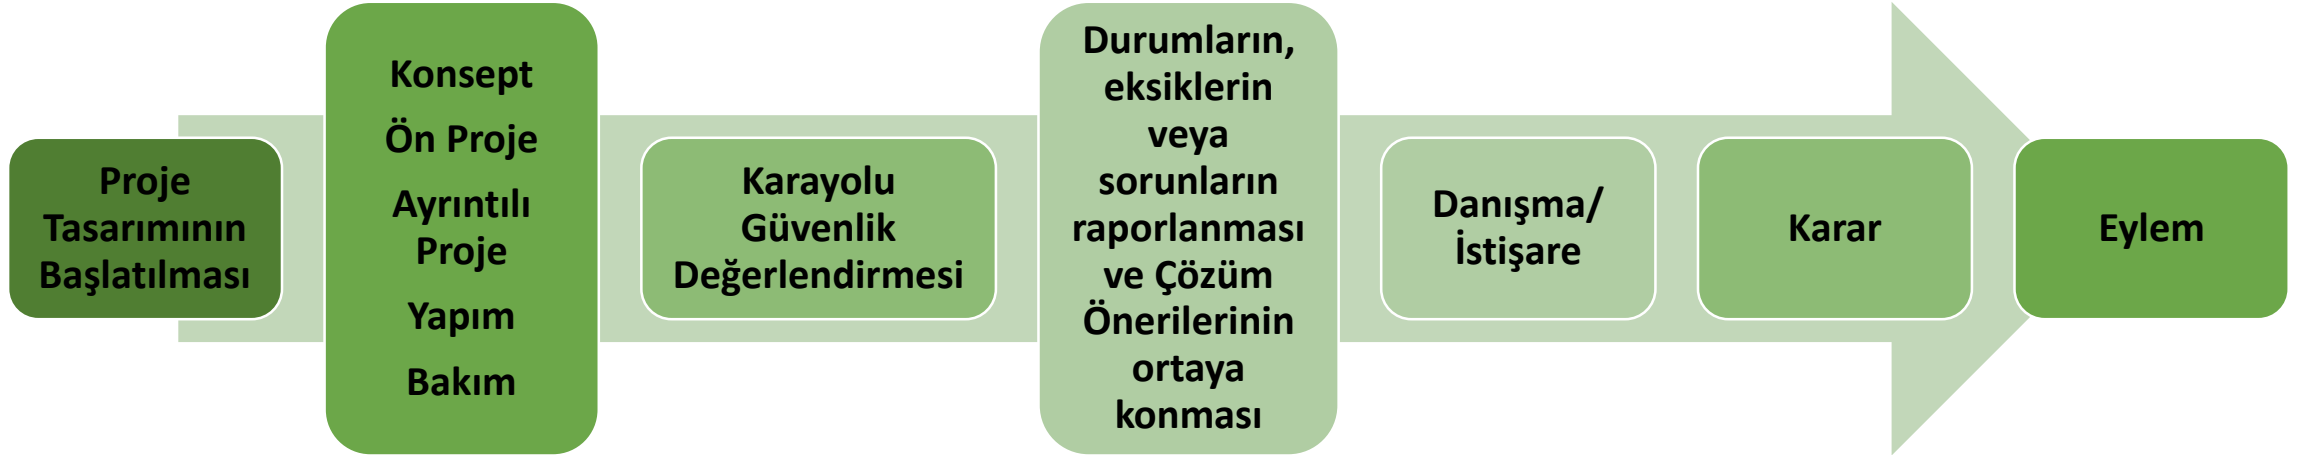 Proje
Tasarımının
Başlatılması
Konsept
Ön Proje
Ayrıntılı
Proje
Yapım
Bakım
Karayolu
Güvenlik
Değerlendirmesi
Durumların,
eksiklerin
veya
sorunların
raporlanması
ve Çözüm
Önerilerinin
ortaya
konması
Danışma/
İstişare
Karar
Eylem